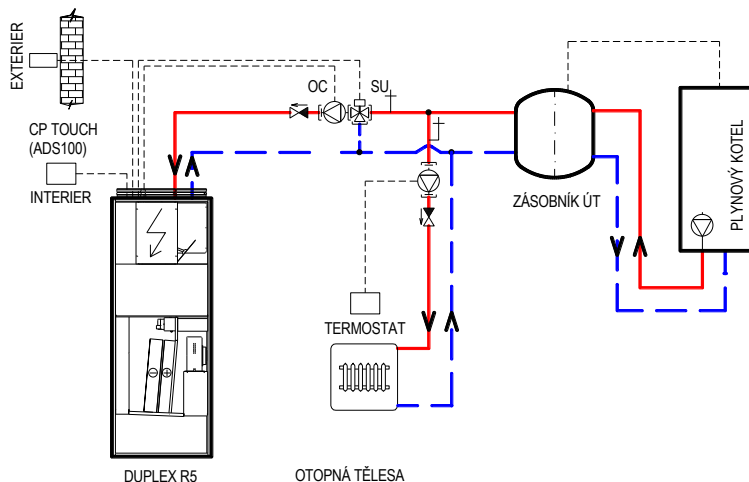 EXTERIER
CP TOUCH
(ADS100)
INTERIER
OC
SU
ZÁSOBNÍK ÚT
PLYNOVÝ KOTEL
TERMOSTAT
DUPLEX R5
OTOPNÁ TĚLESA